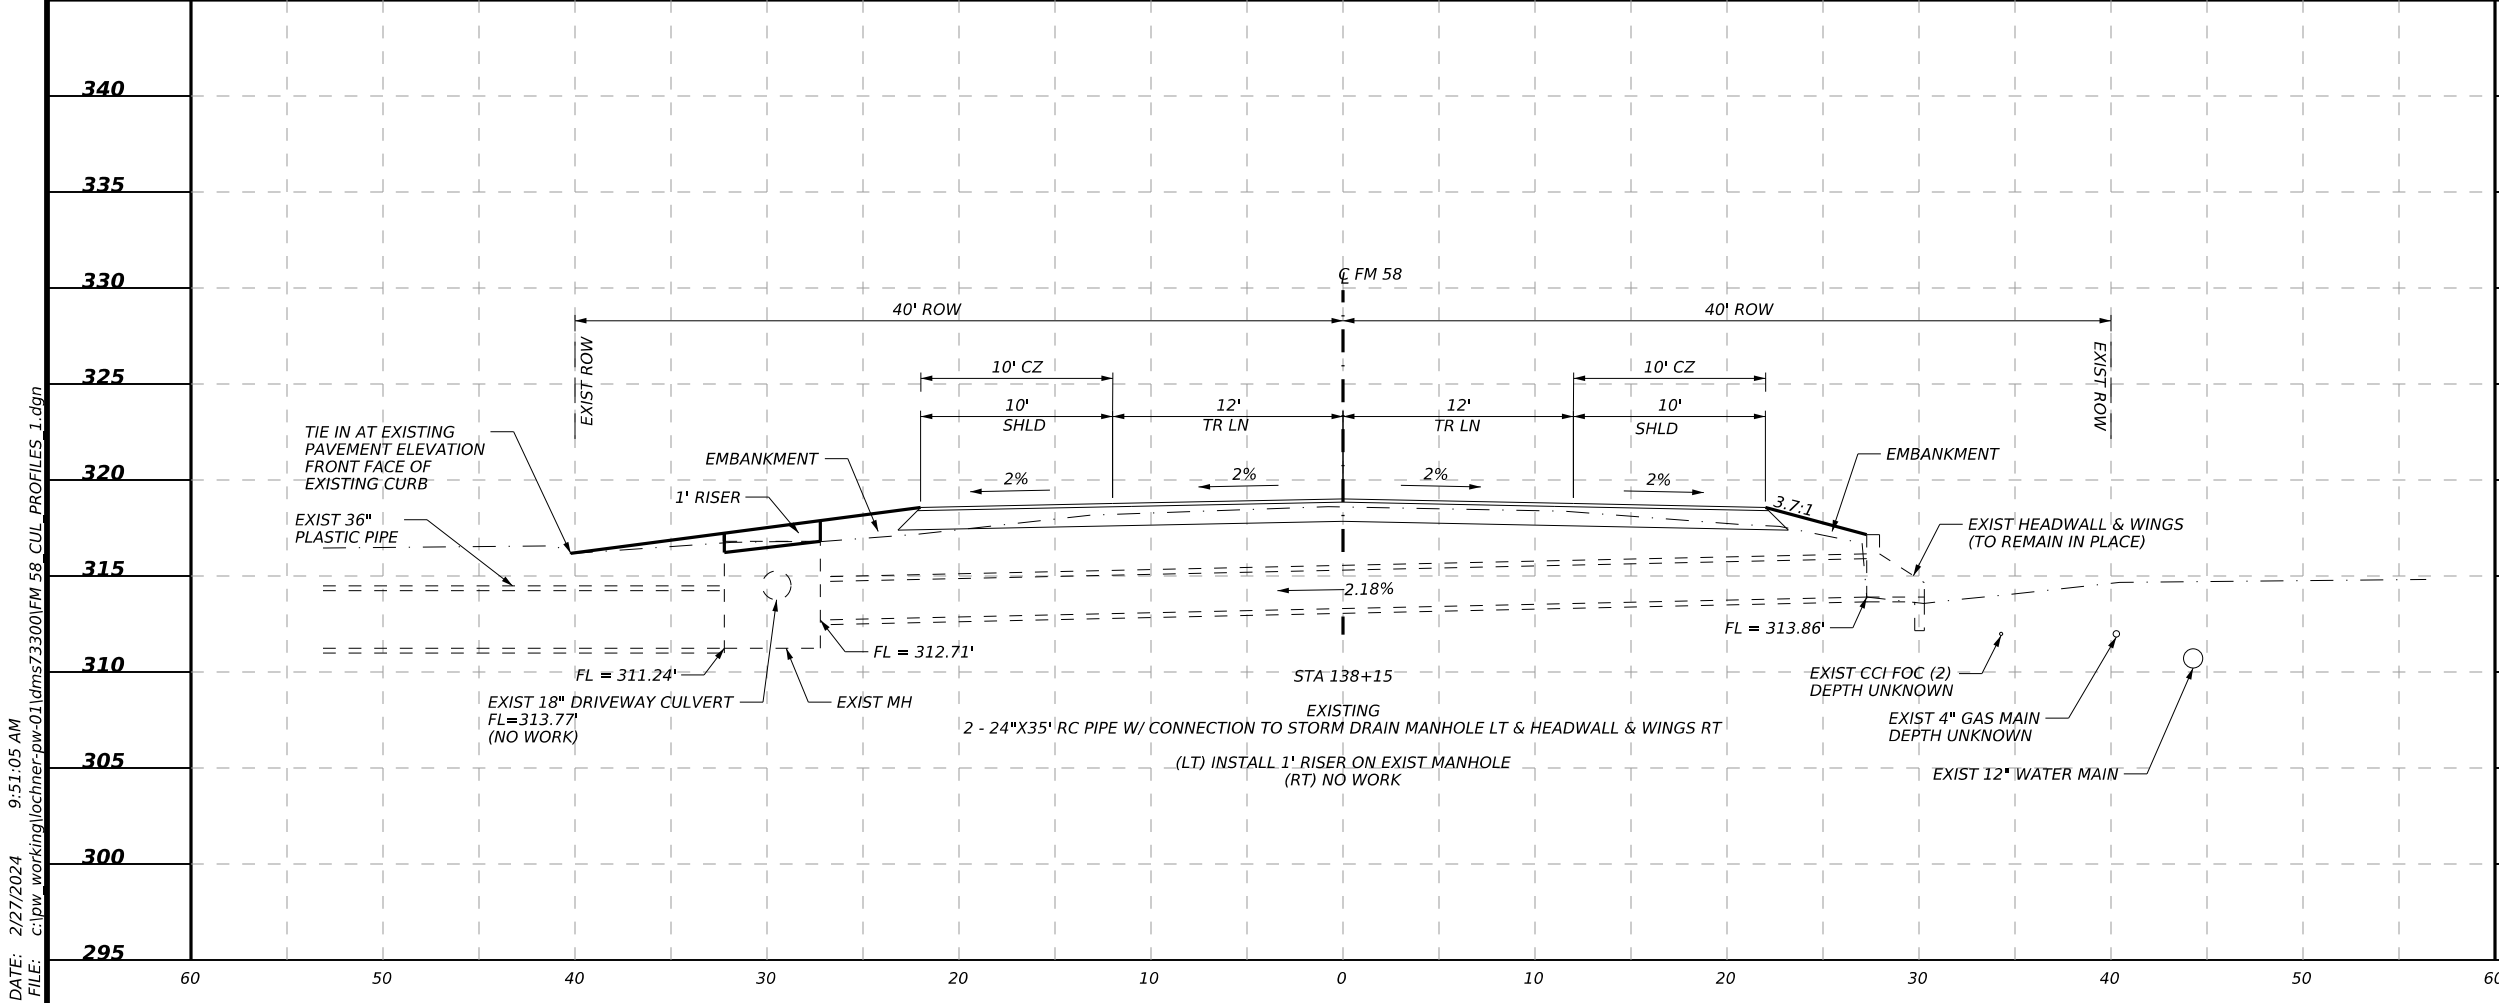 340
335
330
325
320
315
310
305
300
295
C FM 58
40' ROW
40' ROW
EXIST ROW
EXIST ROW
10' CZ
10' CZ
10'
SHLD
12'
TR LN
12'
TR LN
10'
SHLD
TIE IN AT EXISTING
PAVEMENT ELEVATION
FRONT FACE OF
EXISTING CURB
EMBANKMENT
1' RISER
2%
2%
2%
2%
3.7:1
EMBANKMENT
EXIST 36"
PLASTIC PIPE
EXIST HEADWALL & WINGS
(TO REMAIN IN PLACE)
2.18%
FL = 313.86'
FL = 312.71'
FL = 311.24'
EXIST 18" DRIVEWAY CULVERT
FL=313.77'
(NO WORK)
EXIST MH
STA 138+15
EXISTING
2 - 24"X35' RC PIPE W/ CONNECTION TO STORM DRAIN MANHOLE LT & HEADWALL & WINGS RT
(LT) INSTALL 1' RISER ON EXIST MANHOLE
(RT) NO WORK
EXIST CCI FOC (2)
DEPTH UNKNOWN
EXIST 4" GAS MAIN
DEPTH UNKNOWN
EXIST 12" WATER MAIN
60 50 40 30 20 10 0 10 20 30 40 50 60
DATE: 2/27/2024 9:51:05 AM
FILE: c:\pw_working\lochner-pw-01\dms73300\FM 58_CUL_PROFILES_1.dgn